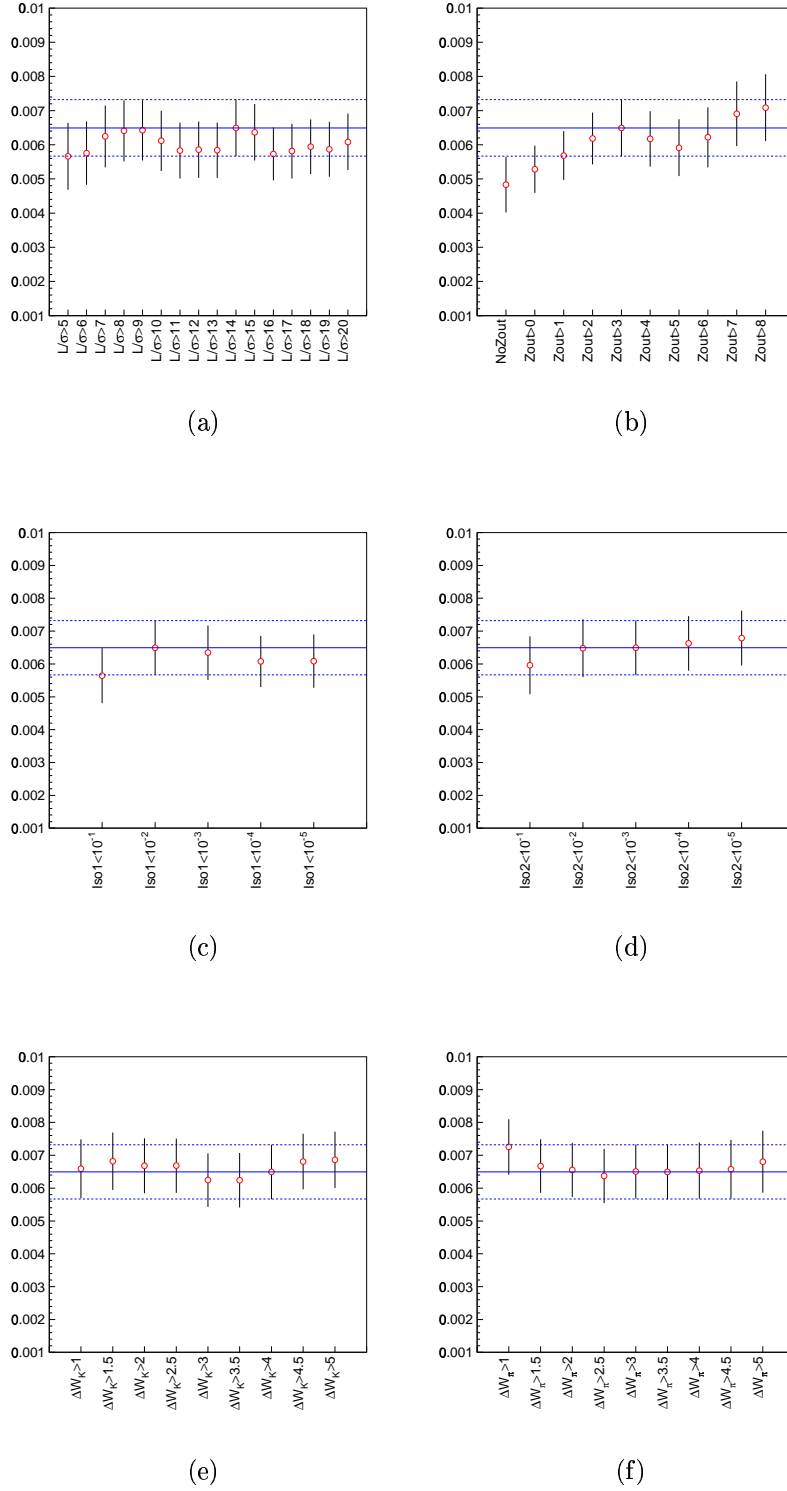 0.01
0.009
0.008
0.007
0.006
0.005
0.004
0.003
0.002
0.001
L/σ>5
L/σ>6
L/σ>7
L/σ>8
L/σ>9
L/σ>10
L/σ>11
L/σ>12
L/σ>13
L/σ>14
L/σ>15
L/σ>16
L/σ>17
L/σ>18
L/σ>19
L/σ>20
(a)
0.01
0.009
0.008
0.007
0.006
0.005
0.004
0.003
0.002
0.001
NoZout
Zout>0
Zout>1
Zout>2
Zout>3
Zout>4
Zout>5
Zout>6
Zout>7
Zout>8
(b)
0.01
0.009
0.008
0.007
0.006
0.005
0.004
0.003
0.002
0.001
Iso1<10⁻¹
Iso1<10⁻²
Iso1<10⁻³
Iso1<10⁻⁴
Iso1<10⁻⁵
(c)
0.01
0.009
0.008
0.007
0.006
0.005
0.004
0.003
0.002
0.001
Iso2<10⁻¹
Iso2<10⁻²
Iso2<10⁻³
Iso2<10⁻⁴
Iso2<10⁻⁵
(d)
0.01
0.009
0.008
0.007
0.006
0.005
0.004
0.003
0.002
0.001
ΔW_K>1
ΔW_K>1.5
ΔW_K>2
ΔW_K>2.5
ΔW_K>3
ΔW_K>3.5
ΔW_K>4
ΔW_K>4.5
ΔW_K>5
(e)
0.01
0.009
0.008
0.007
0.006
0.005
0.004
0.003
0.002
0.001
ΔW_π>1
ΔW_π>1.5
ΔW_π>2
ΔW_π>2.5
ΔW_π>3
ΔW_π>3.5
ΔW_π>4
ΔW_π>4.5
ΔW_π>5
(f)